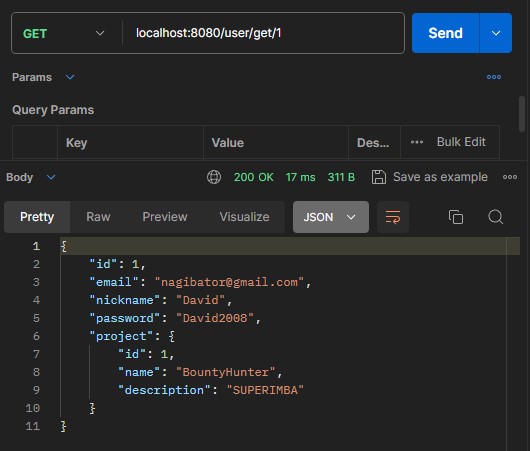 GET localhost:8080/user/get/1 Send
Params
Query Params
Key Value Des... Bulk Edit
Body 200 OK 17 ms 311 B Save as example
Pretty Raw Preview Visualize JSON
1 {
2 "id": 1,
3 "email": "nagibator@gmail.com",
4 "nickname": "David",
5 "password": "David2008",
6 "project": {
7 "id": 1,
8 "name": "BountyHunter",
9 "description": "SUPERIMBA"
10 }
11 }